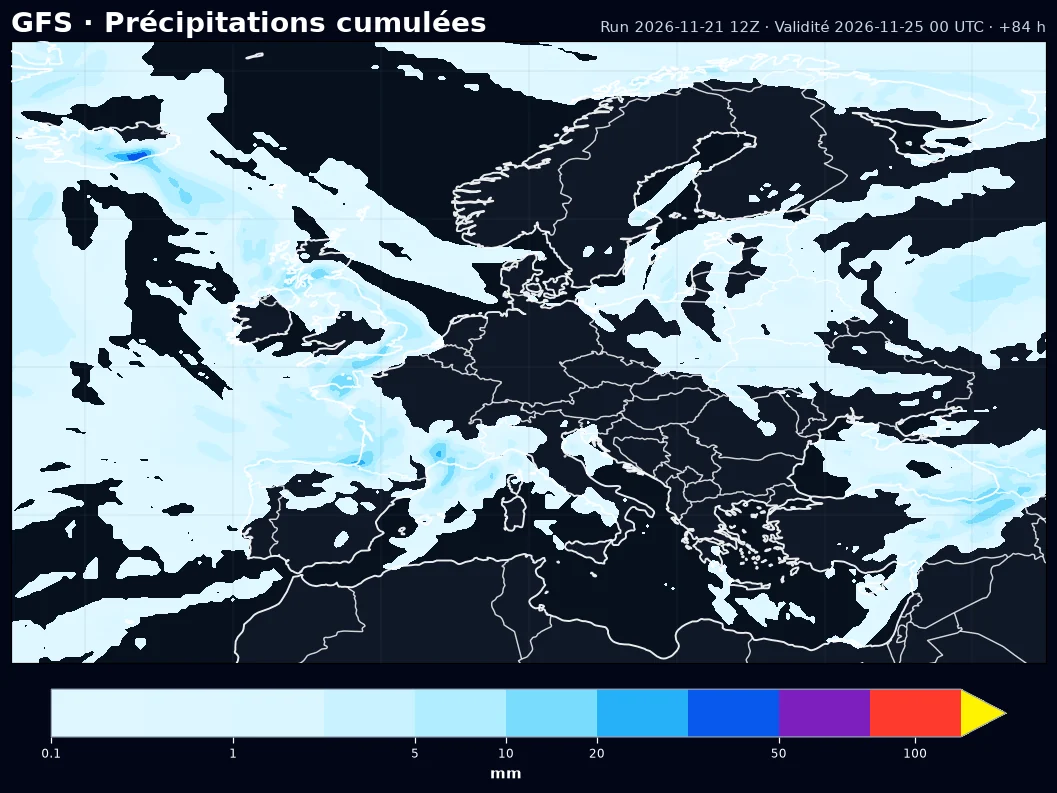 GFS · Précipitations cumulées
Run 2026-11-21 12Z · Validité 2026-11-25 00 UTC · +84 h
0.1 1 5 10 20 50 100
mm